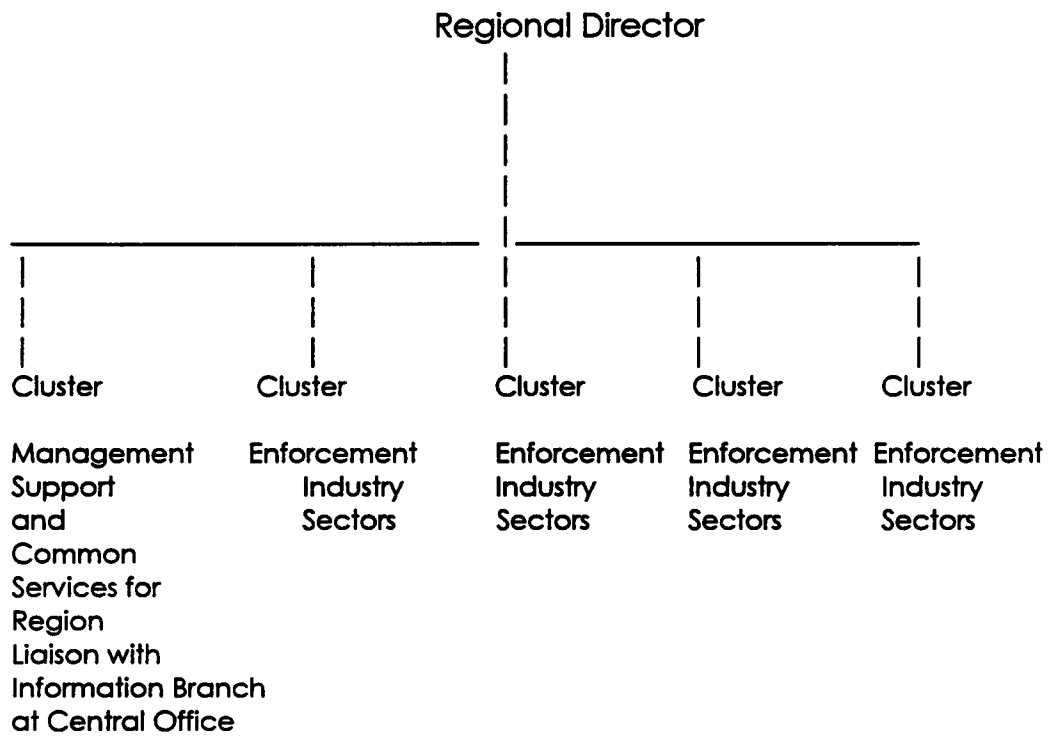 Regional Director
Cluster Cluster Cluster Cluster Cluster
Management Enforcement Enforcement Enforcement Enforcement
Support Industry Industry Industry Industry
and Sectors Sectors Sectors Sectors
Common
Services for
Region
Liaison with
Information Branch
at Central Office